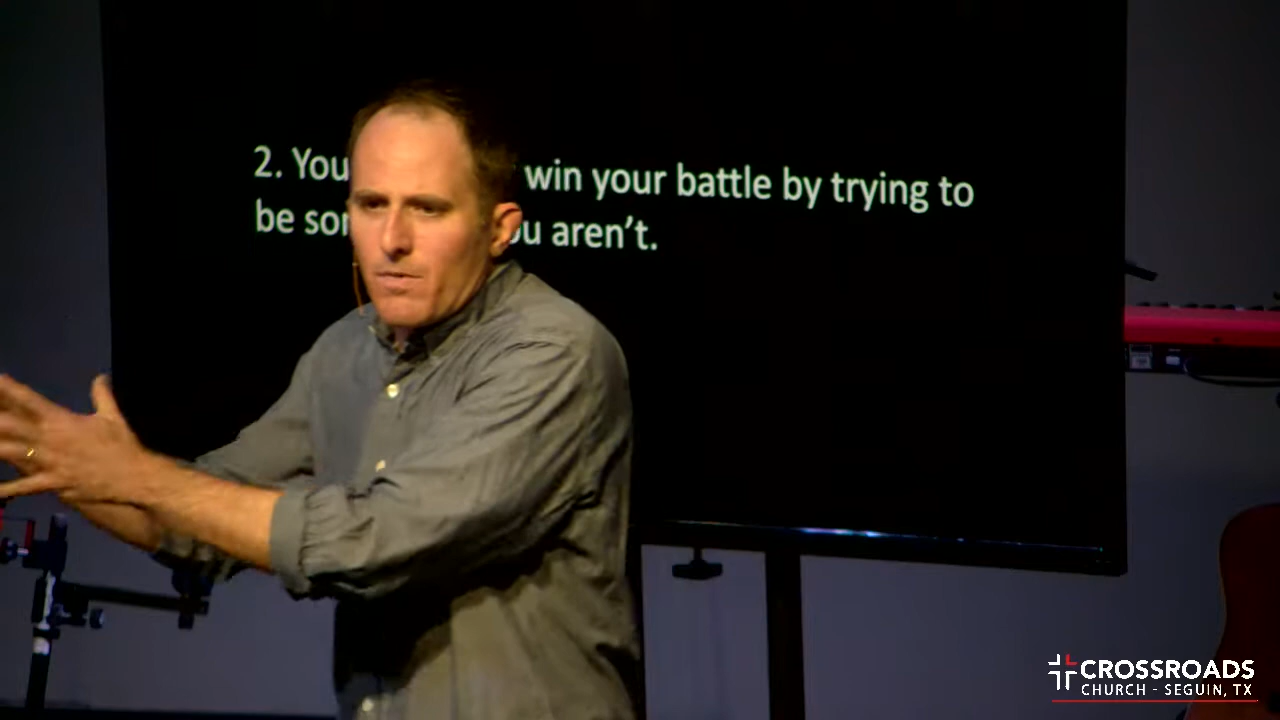 2. You win your battle by trying to
be aren't.
CROSSROADS
CHURCH - SEGUIN, TX